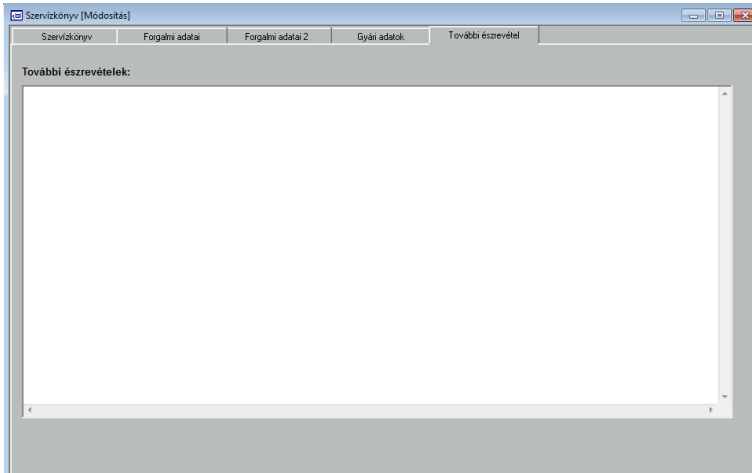 Szervízkönyv [Módosítás]
Szervízkönyv Forgalmi adatai Forgalmi adatai 2 Gyári adatok További észrevétel
További észrevételek: